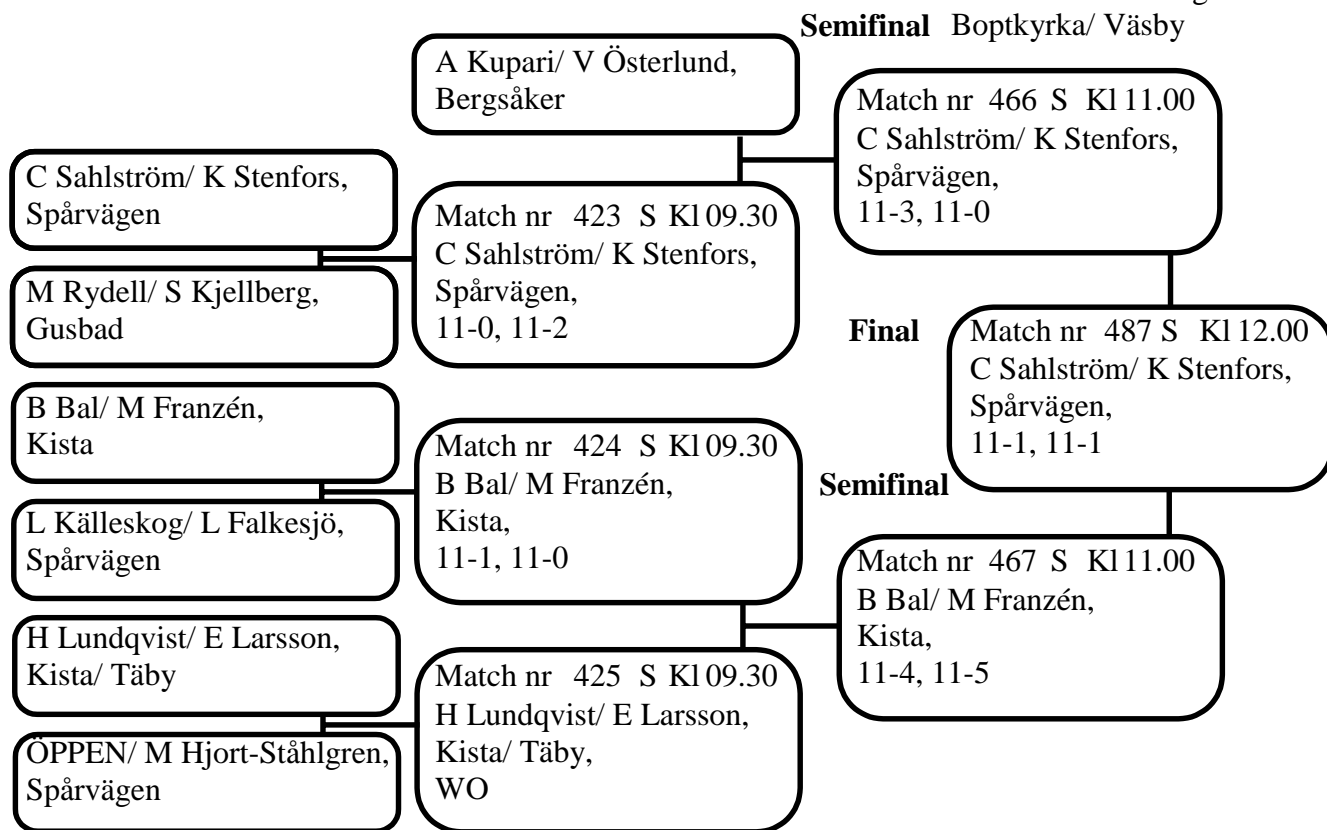 Semifinal Boptkyrka/ Väsby
A Kupari/ V Österlund,
Bergsåker
Match nr 466 S Kl 11.00
C Sahlström/ K Stenfors,
Spårvägen,
11-3, 11-0
C Sahlström/ K Stenfors,
Spårvägen
Match nr 423 S Kl 09.30
C Sahlström/ K Stenfors,
Spårvägen,
11-0, 11-2
M Rydell/ S Kjellberg,
Gusbad
Final
Match nr 487 S Kl 12.00
C Sahlström/ K Stenfors,
Spårvägen,
11-1, 11-1
B Bal/ M Franzén,
Kista
Match nr 424 S Kl 09.30
B Bal/ M Franzén,
Kista,
11-1, 11-0
Semifinal
L Källeskog/ L Falkesjö,
Spårvägen
Match nr 467 S Kl 11.00
B Bal/ M Franzén,
Kista,
11-4, 11-5
H Lundqvist/ E Larsson,
Kista/ Täby
Match nr 425 S Kl 09.30
H Lundqvist/ E Larsson,
Kista/ Täby,
WO
ÖPPEN/ M Hjort-Ståhlgren,
Spårvägen